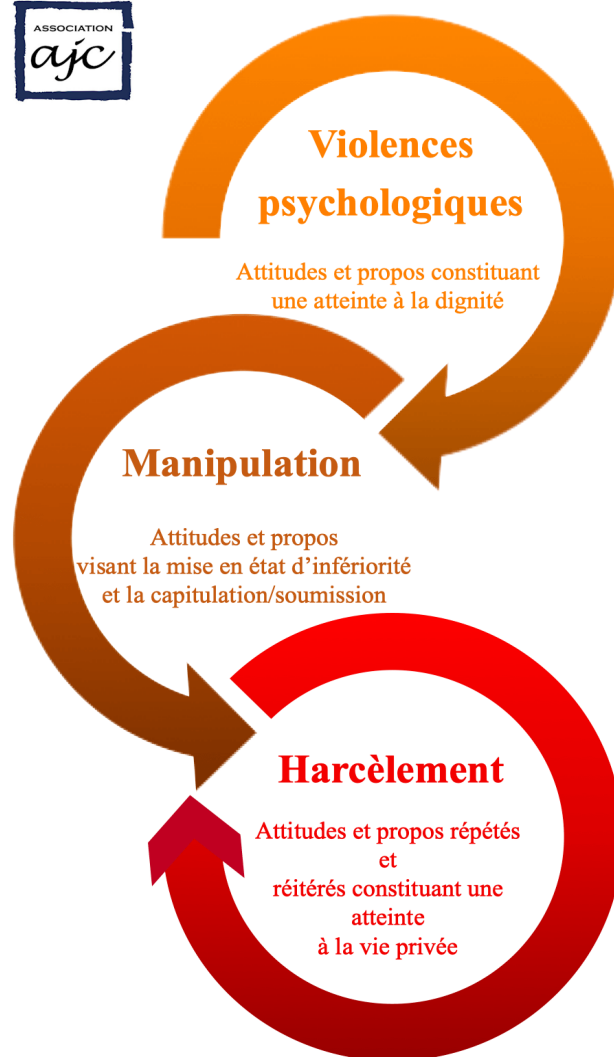 ASSOCIATION
ajc
Violences
psychologiques
Attitudes et propos constituant
une atteinte à la dignité
Manipulation
Attitudes et propos
visant la mise en état d’infériorité
et la capitulation/soumission
Harcèlement
Attitudes et propos répétés
et
réitérés constituant une
atteinte
à la vie privée